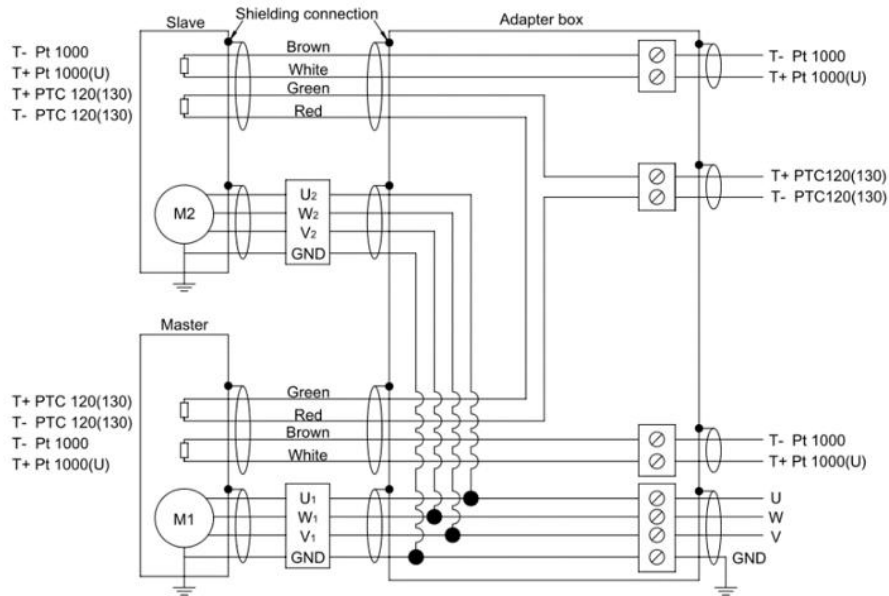 Slave
Shielding connection
Adapter box
T- Pt 1000
T+ Pt 1000(U)
T+ PTC 120(130)
T- PTC 120(130)
Brown
White
Green
Red
T- Pt 1000
T+ Pt 1000(U)
T+ PTC120(130)
T- PTC120(130)
M2
U2
W2
V2
GND
Master
T+ PTC 120(130)
T- PTC 120(130)
T- Pt 1000
T+ Pt 1000(U)
Green
Red
Brown
White
T- Pt 1000
T+ Pt 1000(U)
M1
U1
W1
V1
GND
U
W
V
GND